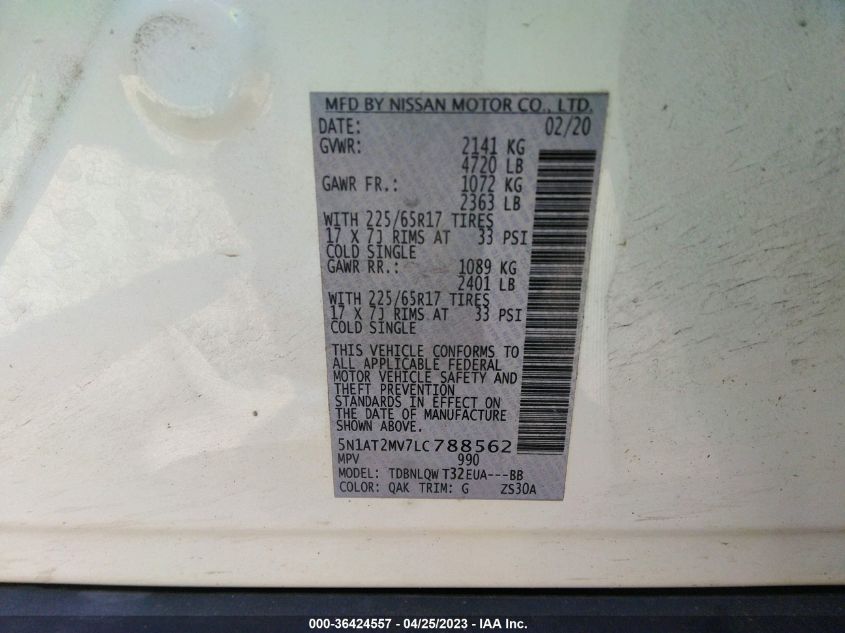 MFD BY NISSAN MOTOR CO., LTD.
DATE: 02/20
GVWR: 2141 KG
4720 LB
GAWR FR.: 1072 KG
2363 LB
WITH 225/65R17 TIRES
17 X 7J RIMS AT 33 PSI
COLD SINGLE
GAWR RR.: 1089 KG
2401 LB
WITH 225/65R17 TIRES
17 X 7J RIMS AT 33 PSI
COLD SINGLE
THIS VEHICLE CONFORMS TO
ALL APPLICABLE FEDERAL
MOTOR VEHICLE SAFETY AND
THEFT PREVENTION
STANDARDS IN EFFECT ON
THE DATE OF MANUFACTURE
SHOWN ABOVE.
5N1AT2MV7LC788562
MPV 990
MODEL: TDBNLQW T32EUA---BB
COLOR: QAK TRIM: G ZS30A
000-36424557 - 04/25/2023 - IAA Inc.